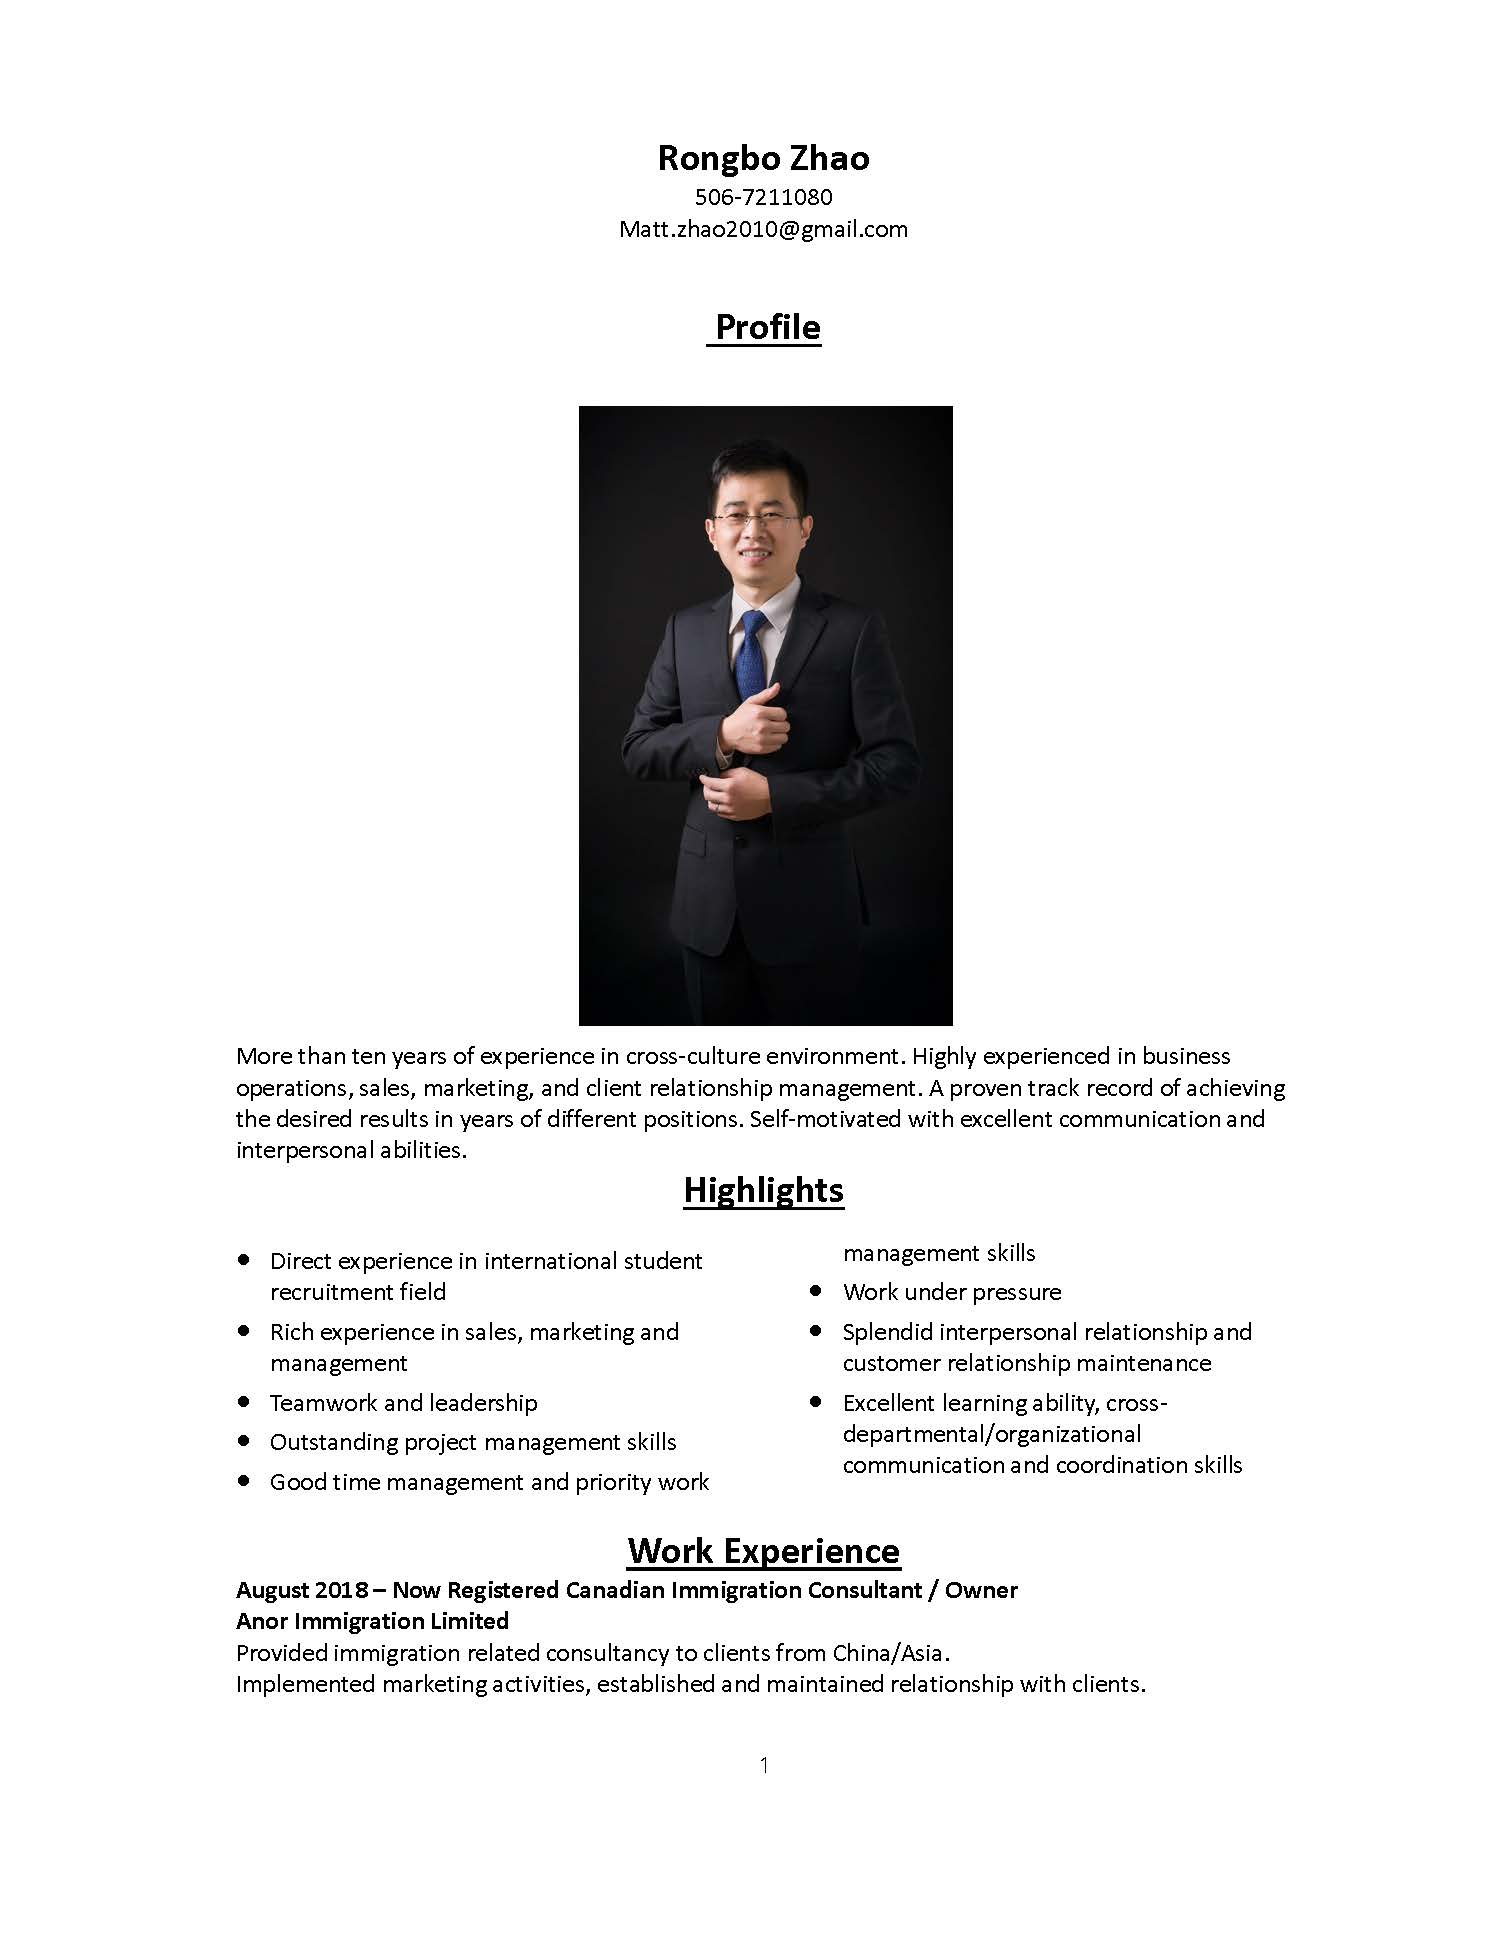 Rongbo Zhao
506-7211080
Matt.zhao2010@gmail.com
Profile
More than ten years of experience in cross-culture environment. Highly experienced in business
operations, sales, marketing, and client relationship management. A proven track record of achieving
the desired results in years of different positions. Self-motivated with excellent communication and
interpersonal abilities.
Highlights
• Direct experience in international student
recruitment field
• Rich experience in sales, marketing and
management
• Teamwork and leadership
• Outstanding project management skills
• Good time management and priority work
management skills
• Work under pressure
• Splendid interpersonal relationship and
customer relationship maintenance
• Excellent learning ability, cross-
departmental/organizational
communication and coordination skills
Work Experience
August 2018 – Now Registered Canadian Immigration Consultant / Owner
Anor Immigration Limited
Provided immigration related consultancy to clients from China/Asia.
Implemented marketing activities, established and maintained relationship with clients.
1